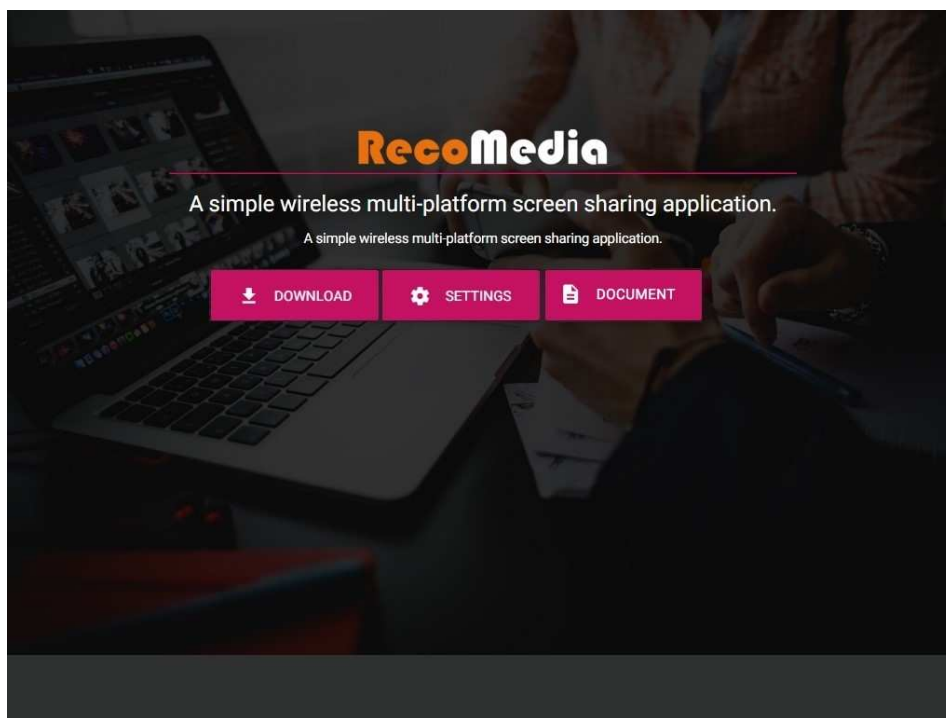 RecoMedia
A simple wireless multi-platform screen sharing application.
A simple wireless multi-platform screen sharing application.
DOWNLOAD SETTINGS DOCUMENT